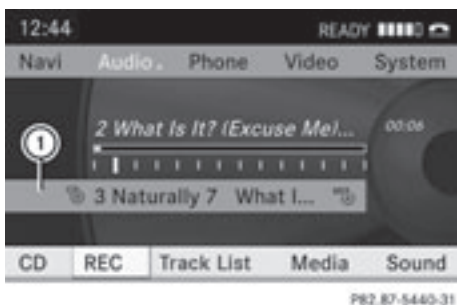 12:44 READY
Navi Audio Phone Video System
2 What Is It? (Excuse Me)... 00:06
1
3 Naturally 7 What I...
CD REC Track List Media Sound
P82.87-5440-31